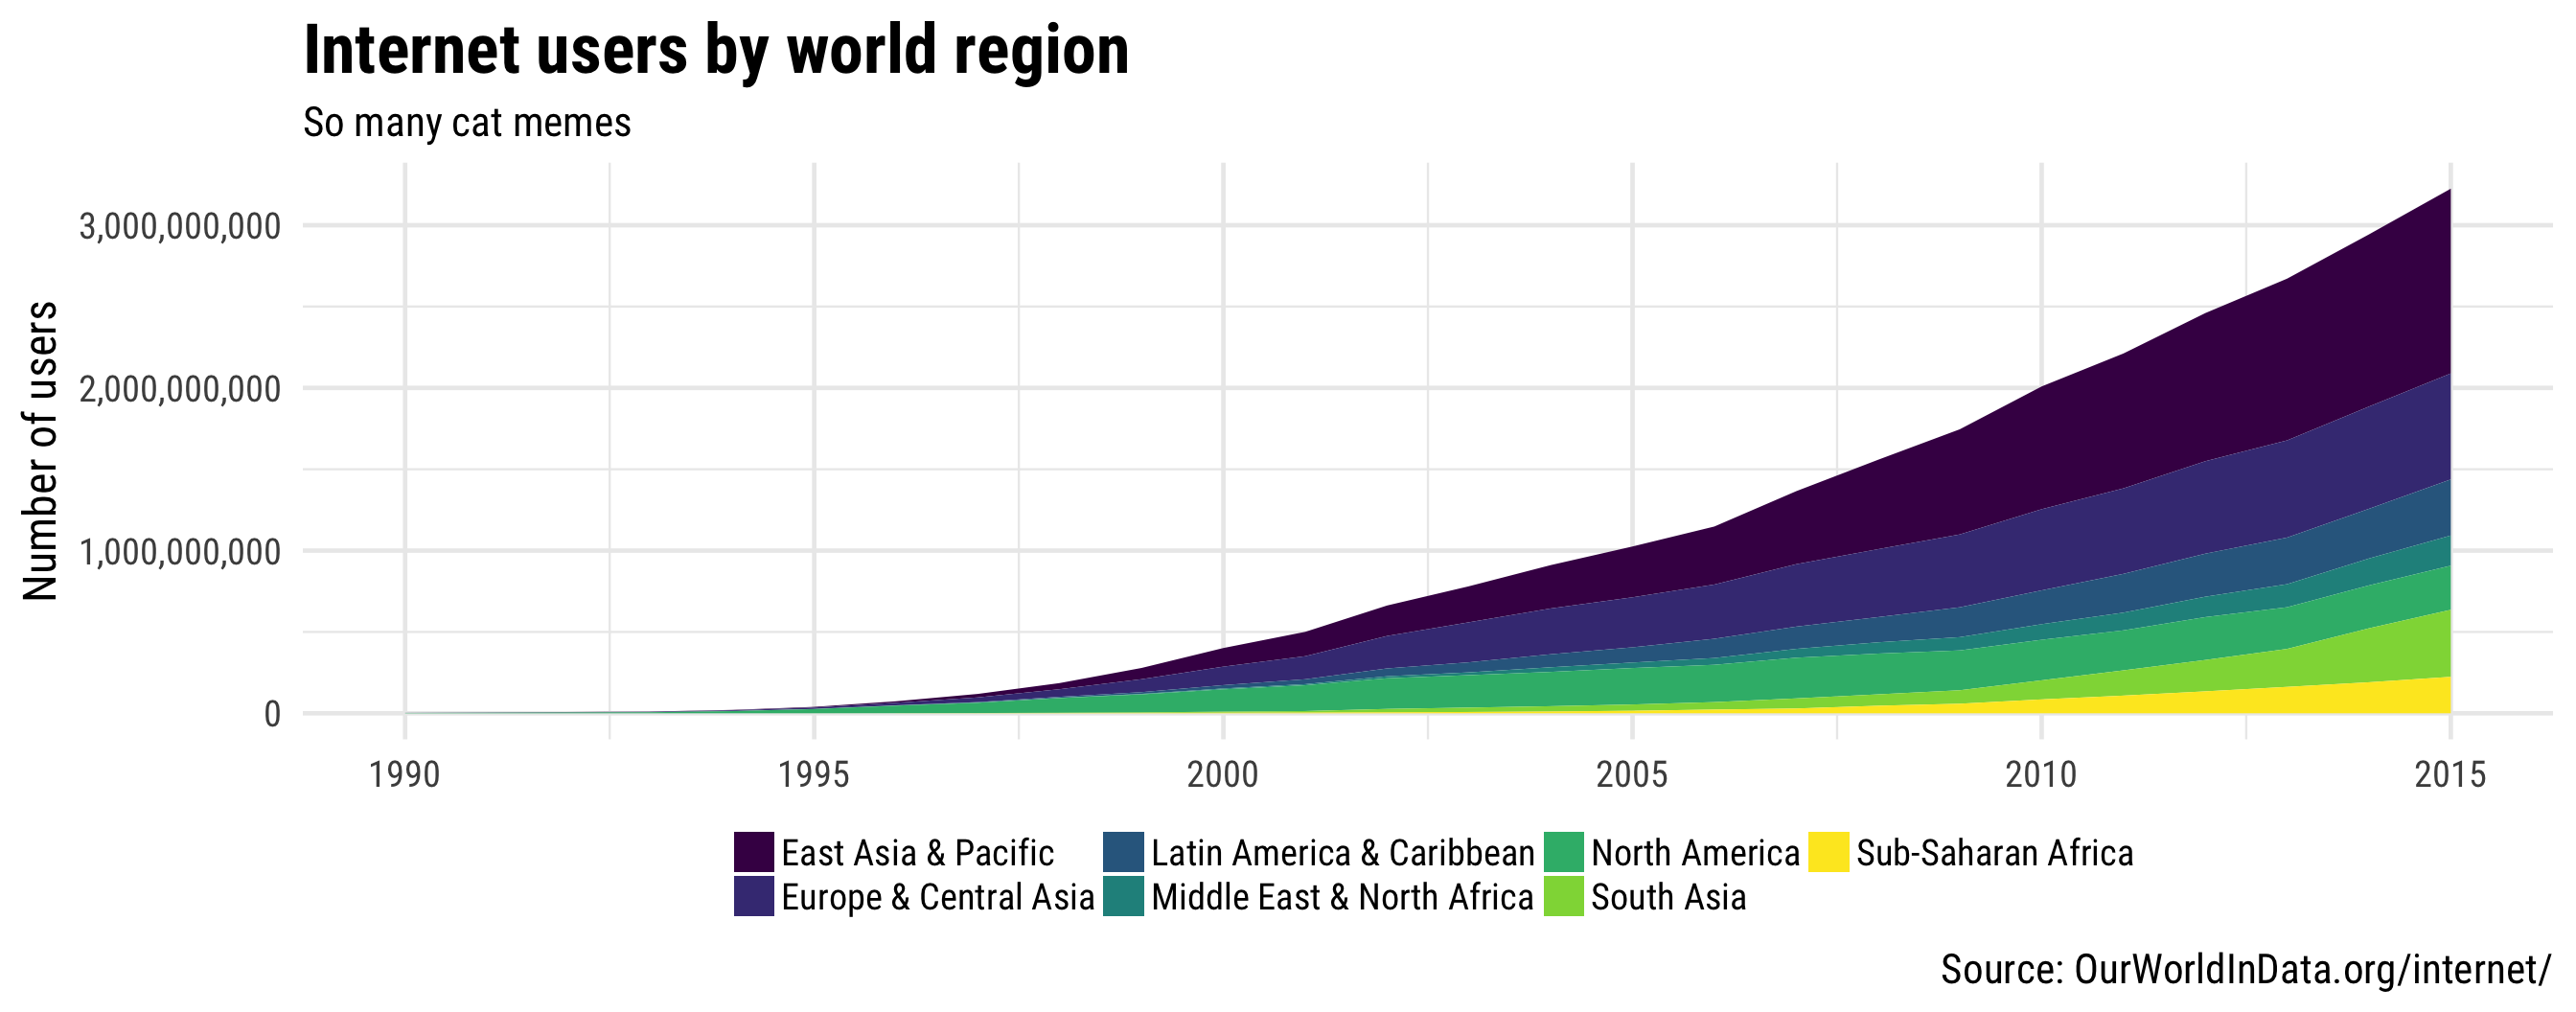 Internet users by world region
So many cat memes
Number of users
3,000,000,000
2,000,000,000
1,000,000,000
0
1990 1995 2000 2005 2010 2015
East Asia & Pacific Latin America & Caribbean North America Sub-Saharan Africa
Europe & Central Asia Middle East & North Africa South Asia
Source: OurWorldInData.org/internet/